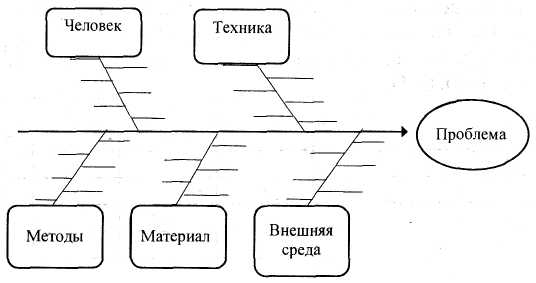 Человек
Техника
Проблема
Методы
Материал
Внешняя
среда